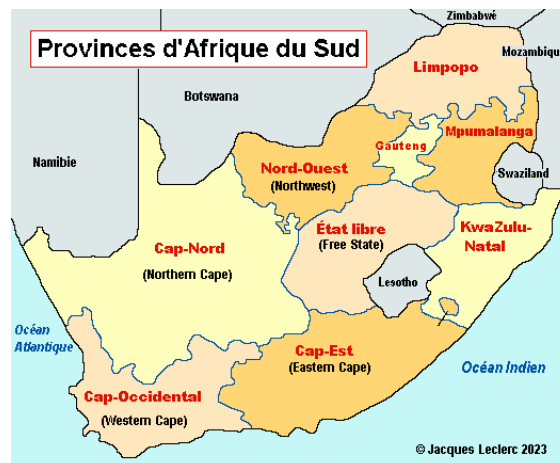 Zimbabwé
Provinces d'Afrique du Sud
Mozambique
Limpopo
Botswana
Mpumalanga
Gauteng
Namibie
Nord-Ouest
(Northwest)
Swaziland
État libre
(Free State)
KwaZulu-
Natal
Cap-Nord
(Northern Cape)
Lesotho
Océan
Atlantique
Cap-Est
(Eastern Cape)
Océan Indien
Cap-Occidental
(Western Cape)
© Jacques Leclerc 2023